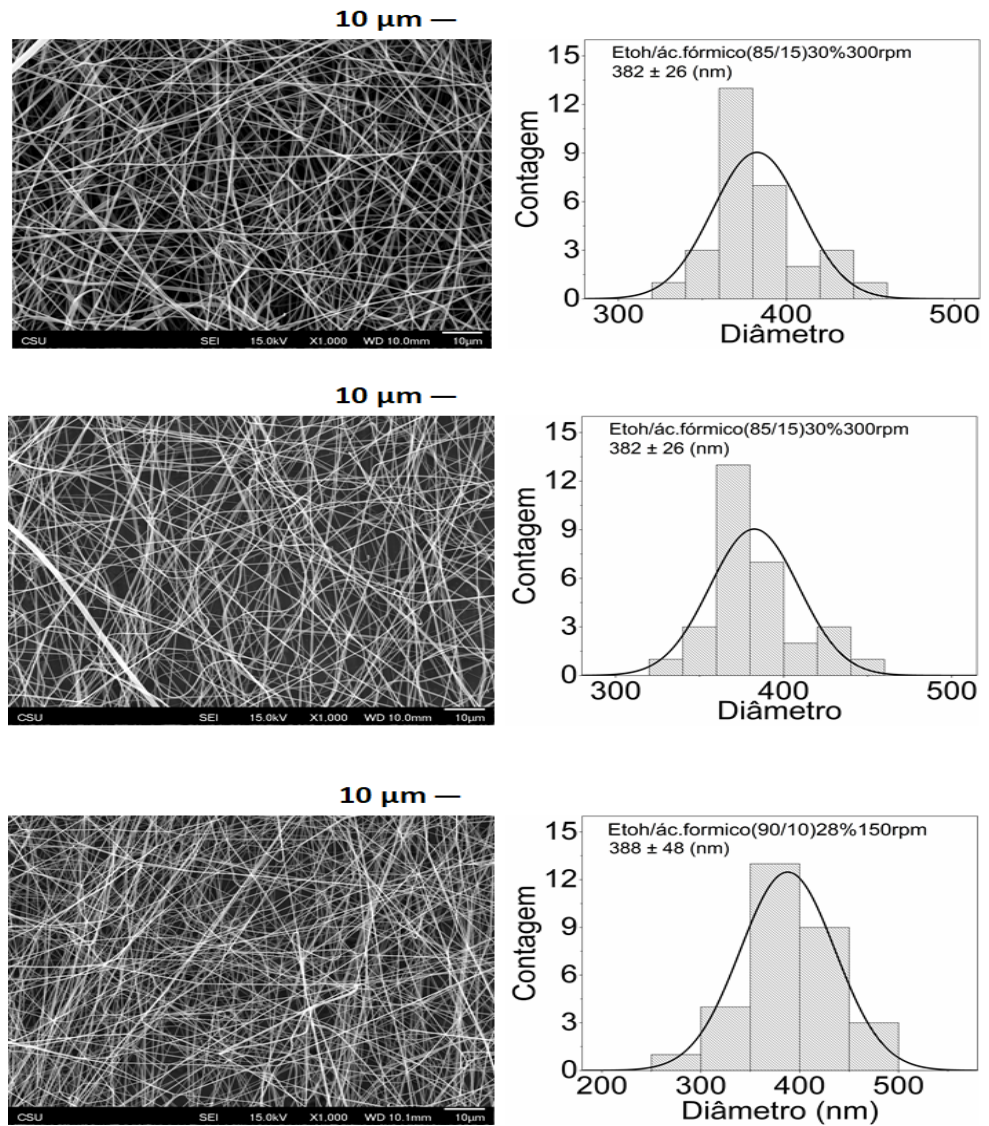 10 µm —
CSU SEI 15.0kV X1,000 WD 10.0mm 10µm
Etoh/ác.fórmico(85/15)30%300rpm
382 ± 26 (nm)
Contagem
15
12
9
6
3
0
300 400 500
Diâmetro
10 µm —
CSU SEI 15.0kV X1,000 WD 10.0mm 10µm
Etoh/ác.fórmico(85/15)30%300rpm
382 ± 26 (nm)
Contagem
15
12
9
6
3
0
300 400 500
Diâmetro
10 µm —
CSU SEI 15.0kV X1,000 WD 10.1mm 10µm
Etoh/ác.formico(90/10)28%150rpm
388 ± 48 (nm)
Contagem
15
12
9
6
3
0
200 300 400 500
Diâmetro (nm)